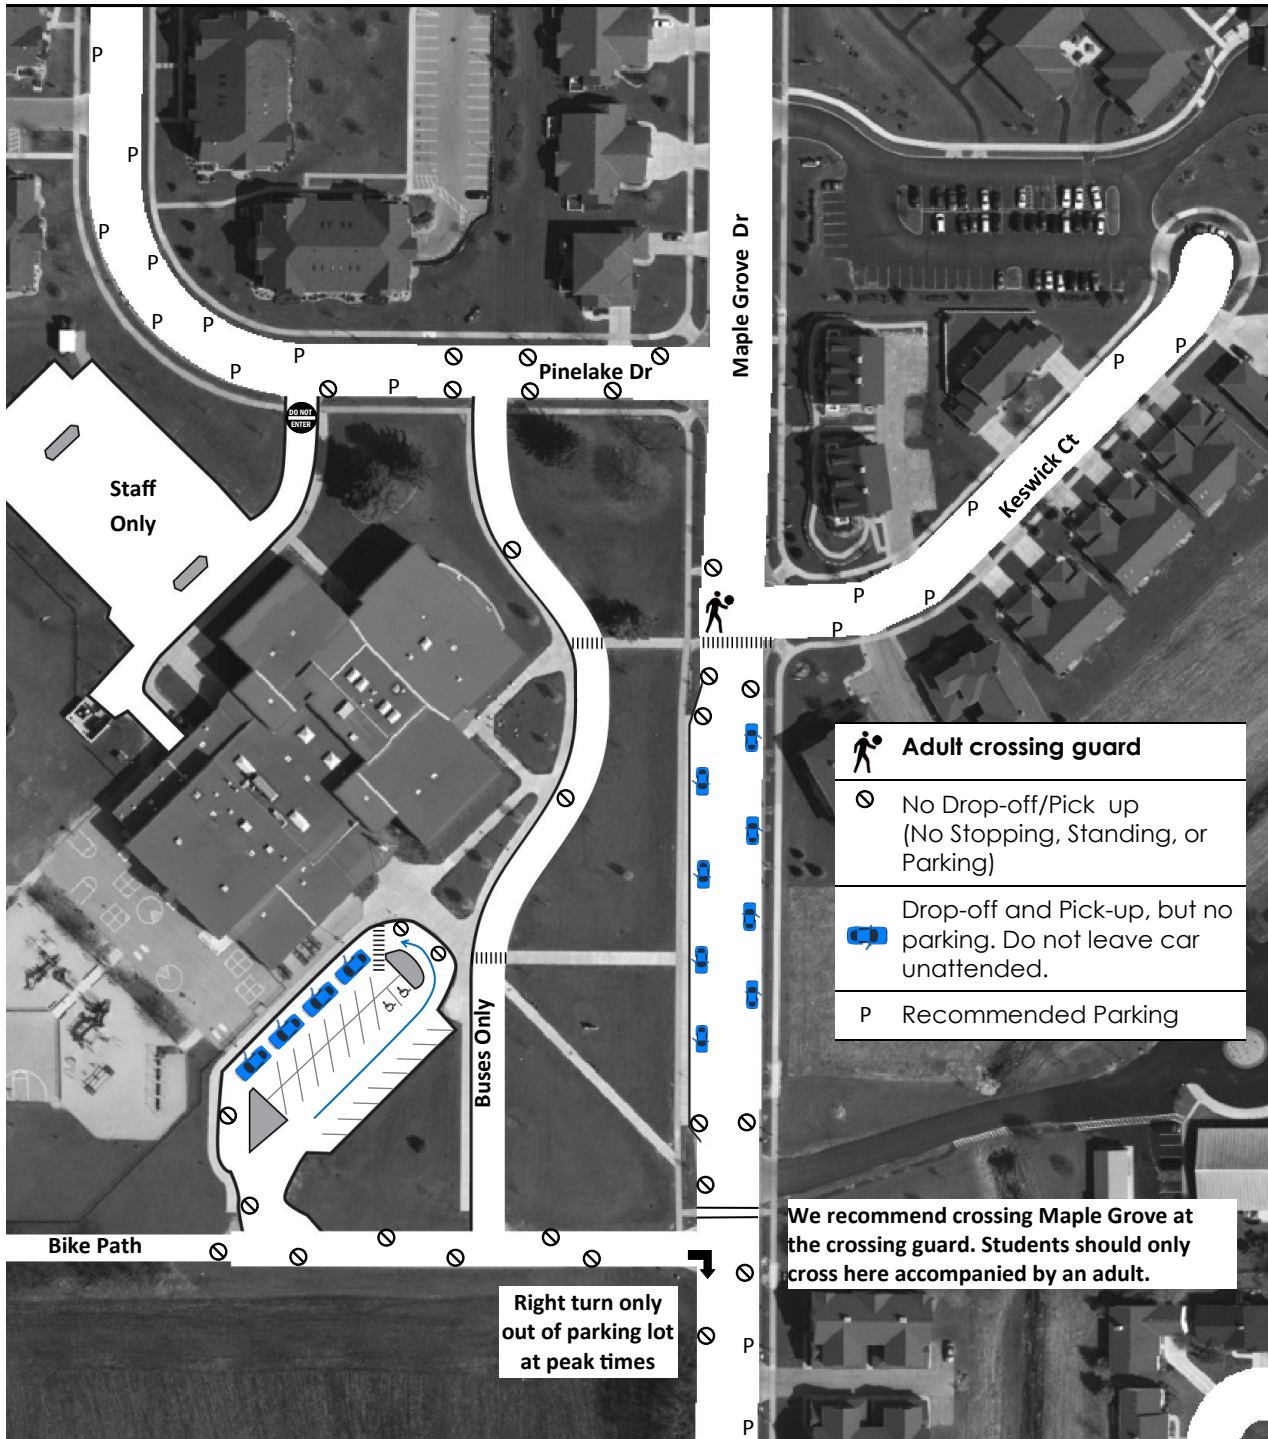 P
P
P
P
P
P
P
P
Pinelake Dr
P
DO NOT
ENTER
Maple Grove Dr
P
P
Keswick Ct
P
P
P
P
Staff
Only
Adult crossing guard
No Drop-off/Pick up
(No Stopping, Standing, or
Parking)
Drop-off and Pick-up, but no
parking. Do not leave car
unattended.
P Recommended Parking
Buses Only
We recommend crossing Maple Grove at
the crossing guard. Students should only
cross here accompanied by an adult.
Bike Path
Right turn only
out of parking lot
at peak times
P
P